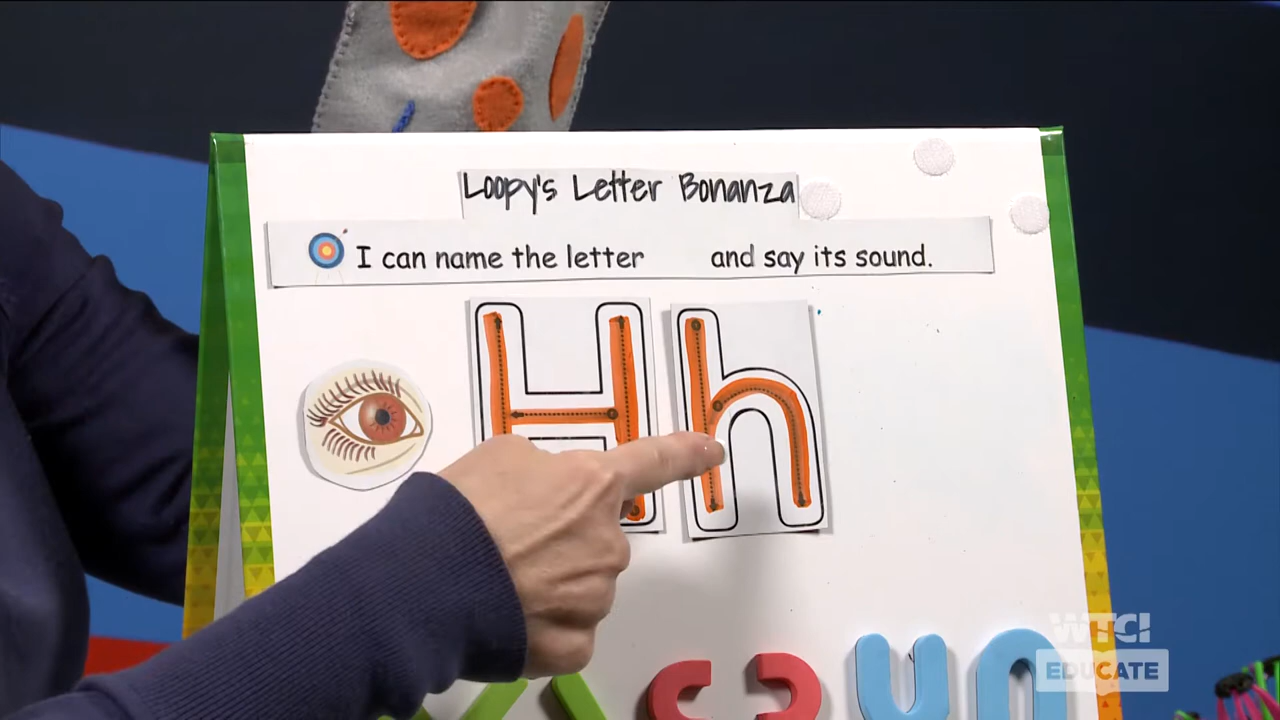 Loopy's Letter Bonanza
I can name the letter and say its sound.
H h
WTCI
EDUCATE